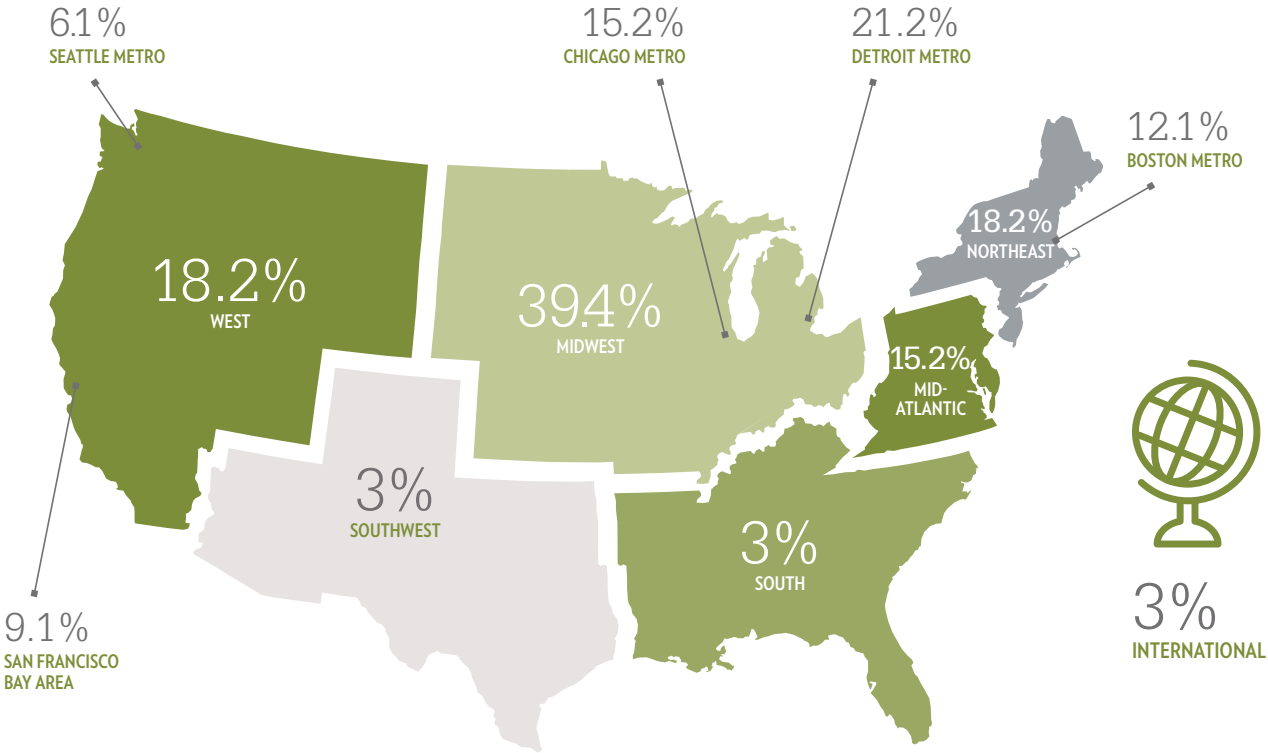 6.1%
SEATTLE METRO
15.2%
CHICAGO METRO
21.2%
DETROIT METRO
12.1%
BOSTON METRO
18.2%
NORTHEAST
18.2%
WEST
39.4%
MIDWEST
15.2%
MID-
ATLANTIC
3%
SOUTHWEST
3%
SOUTH
9.1%
SAN FRANCISCO
BAY AREA
3%
INTERNATIONAL